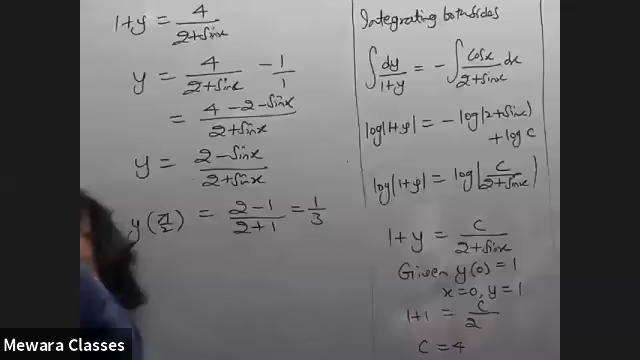 1+y = 4/(2+sinx)
y = 4/(2+sinx) - 1/1
= (4-2-sinx)/(2+sinx)
y = (2-sinx)/(2+sinx)
y(π/2) = (2-1)/(2+1) = 1/3
Integrating both sides
∫ dy/(1+y) = - ∫ cosx/(2+sinx) dx
log|1+y| = - log|2+sinx| + log C
log|1+y| = log|C/(2+sinx)|
1+y = C/(2+sinx)
Given y(0) = 1
x=0, y=1
1+1 = C/2
C = 4
Mewara Classes